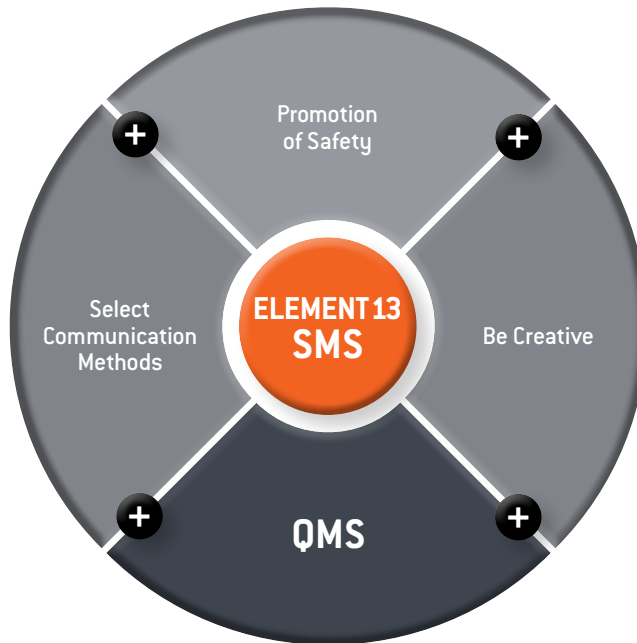 Promotion
of Safety
+
+
Select
Communication
Methods
ELEMENT 13
SMS
Be Creative
+
+
QMS